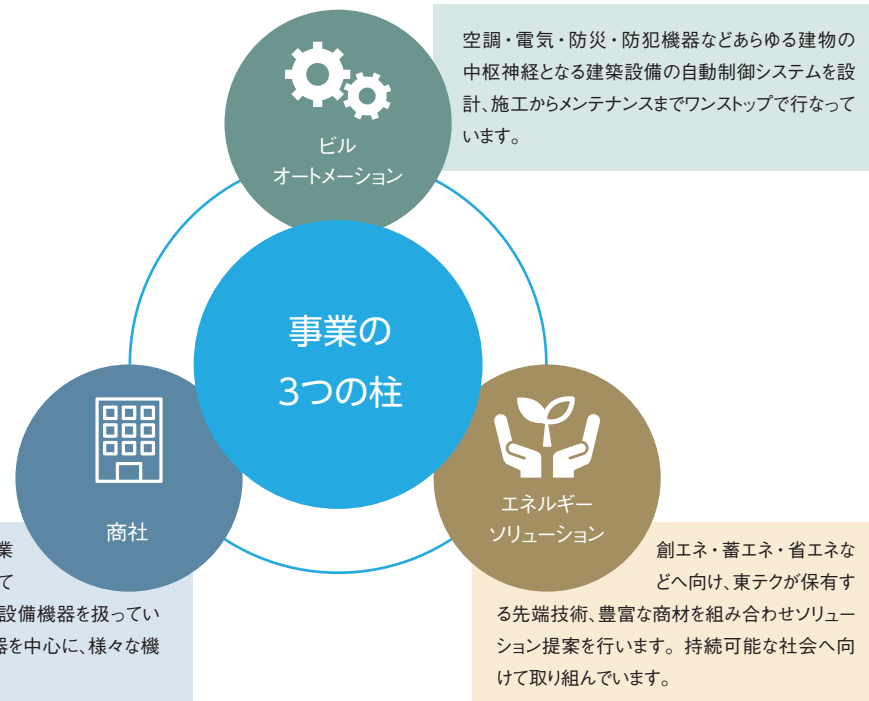 空調・電気・防災・防犯機器などあらゆる建物の
中枢神経となる建築設備の自動制御システムを設
計、施工からメンテナンスまでワンストップで行なって
います。
ビル
オートメーション
事業の
3つの柱
商社
業
て
設備機器を扱ってい
器を中心に、様々な機
エネルギー
ソリューション
創エネ・蓄エネ・省エネな
どへ向け、東テクが保有す
る先端技術、豊富な商材を組み合わせソリュー
ション提案を行います。持続可能な社会へ向
けて取り組んでいます。